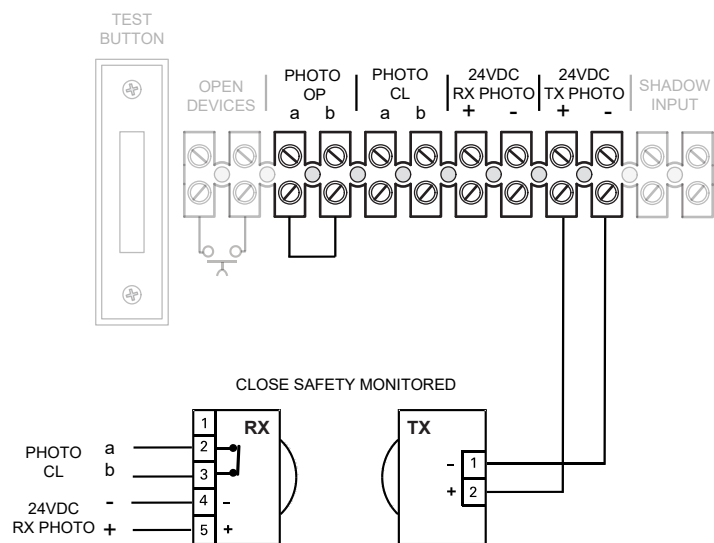 TEST
BUTTON
OPEN
DEVICES
PHOTO
OP
a b
PHOTO
CL
a b
24VDC
RX PHOTO
+ -
24VDC
TX PHOTO
+ -
SHADOW
INPUT
CLOSE SAFETY MONITORED
PHOTO
CL
a
b
24VDC
RX PHOTO
-
+
RX
1
2
3
4 -
5 +
TX
- 1
+ 2